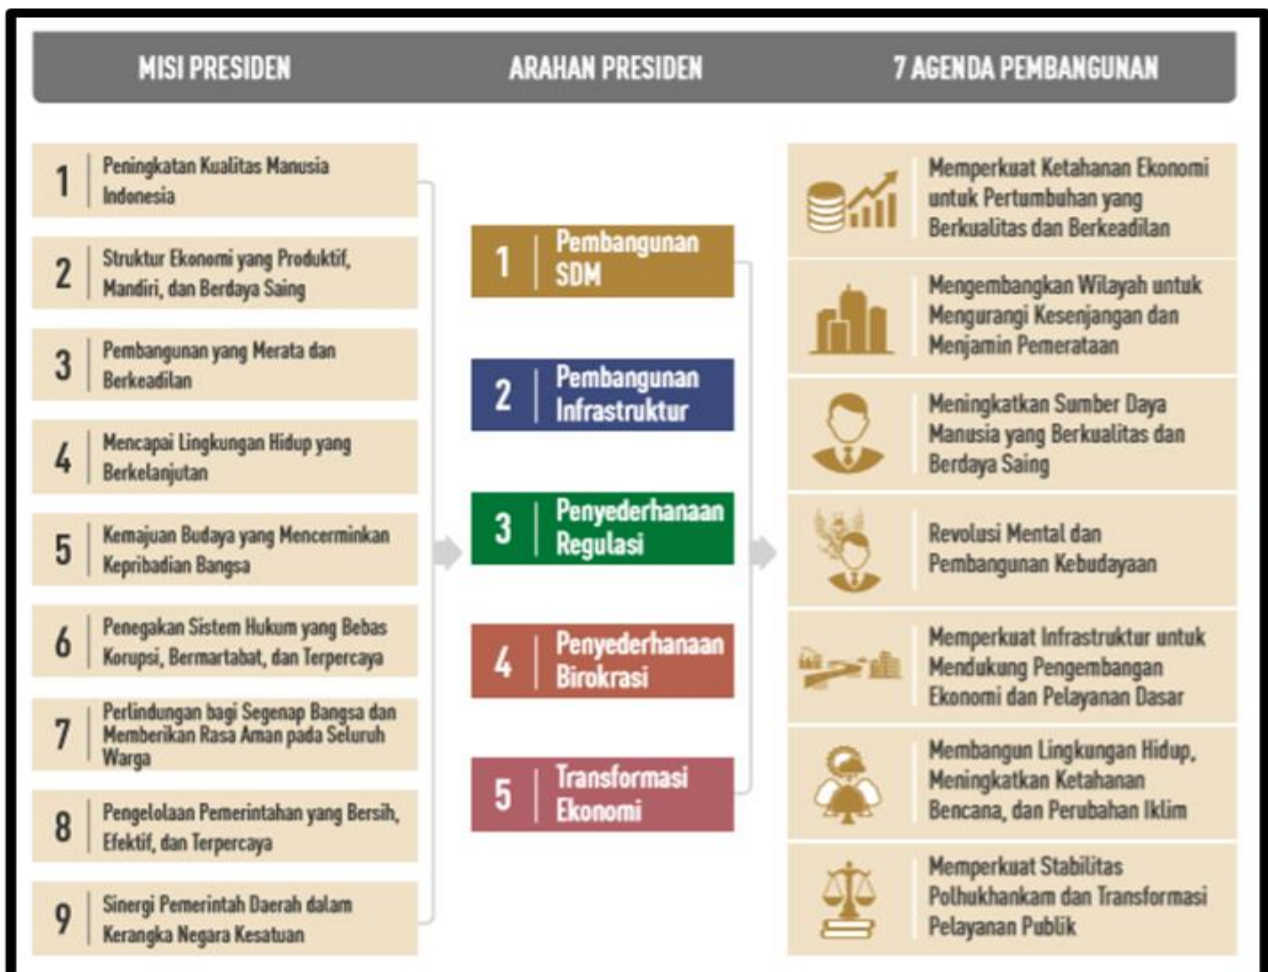 MISI PRESIDEN
ARAHAN PRESIDEN
7 AGENDA PEMBANGUNAN
1
Peningkatan Kualitas Manusia
Indonesia
2
Struktur Ekonomi yang Produktif,
Mandiri, dan Berdaya Saing
3
Pembangunan yang Merata dan
Berkeadilan
4
Mencapai Lingkungan Hidup yang
Berkelanjutan
5
Kemajuan Budaya yang Mencerminkan
Kepribadian Bangsa
6
Penegakan Sistem Hukum yang Bebas
Korupsi, Bermartabat, dan Terpercaya
7
Perlindungan bagi Segenap Bangsa dan
Memberikan Rasa Aman pada Seluruh
Warga
8
Pengelolaan Pemerintahan yang Bersih,
Efektif, dan Terpercaya
9
Sinergi Pemerintah Daerah dalam
Kerangka Negara Kesatuan
1
Pembangunan
SDM
2
Pembangunan
Infrastruktur
3
Penyederhanaan
Regulasi
4
Penyederhanaan
Birokrasi
5
Transformasi
Ekonomi
Memperkuat Ketahanan Ekonomi
untuk Pertumbuhan yang
Berkualitas dan Berkeadilan
Mengembangkan Wilayah untuk
Mengurangi Kesenjangan dan
Menjamin Pemerataan
Meningkatkan Sumber Daya
Manusia yang Berkualitas dan
Berdaya Saing
Revolusi Mental dan
Pembangunan Kebudayaan
Memperkuat Infrastruktur untuk
Mendukung Pengembangan
Ekonomi dan Pelayanan Dasar
Membangun Lingkungan Hidup,
Meningkatkan Ketahanan
Bencana, dan Perubahan Iklim
Memperkuat Stabilitas
Polhukhankam dan Transformasi
Pelayanan Publik